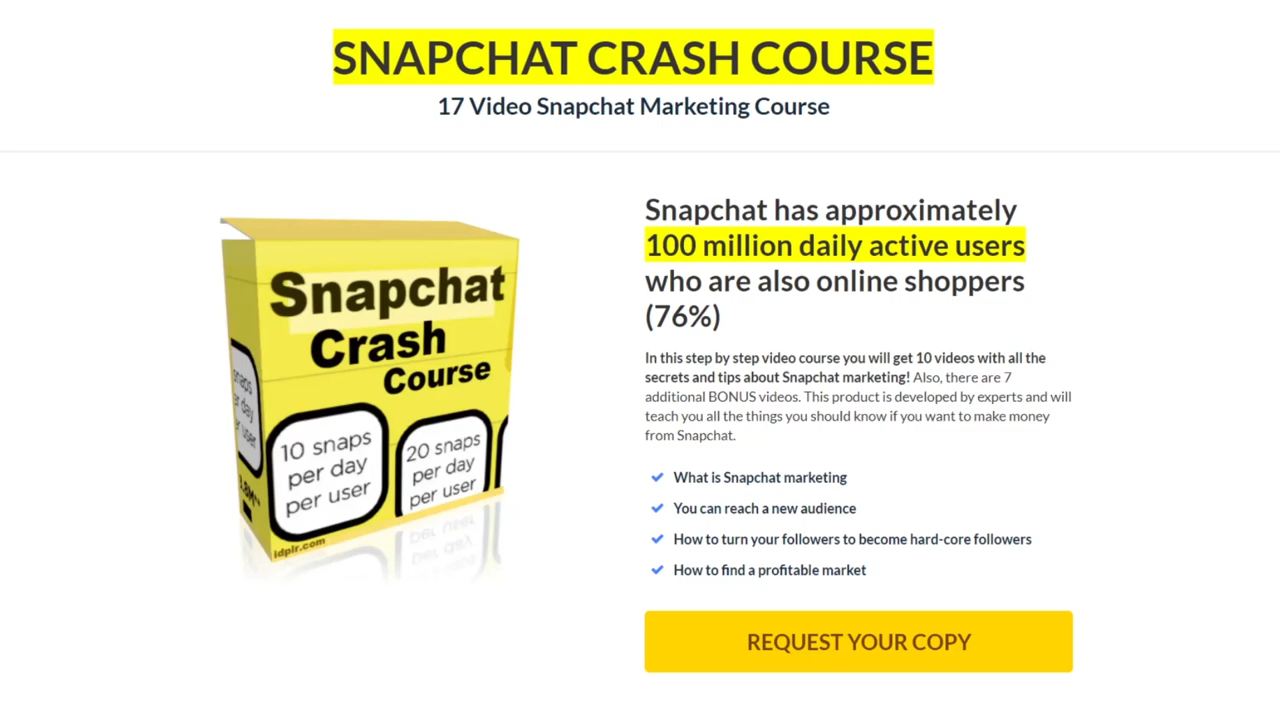 SNAPCHAT CRASH COURSE
17 Video Snapchat Marketing Course
Snapchat
Crash
Course
10 snaps
per day
per user
20 snaps
per day
per user
idplr.com
Snapchat has approximately
100 million daily active users
who are also online shoppers
(76%)
In this step by step video course you will get 10 videos with all the
secrets and tips about Snapchat marketing! Also, there are 7
additional BONUS videos. This product is developed by experts and will
teach you all the things you should know if you want to make money
from Snapchat.
What is Snapchat marketing
You can reach a new audience
How to turn your followers to become hard-core followers
How to find a profitable market
REQUEST YOUR COPY